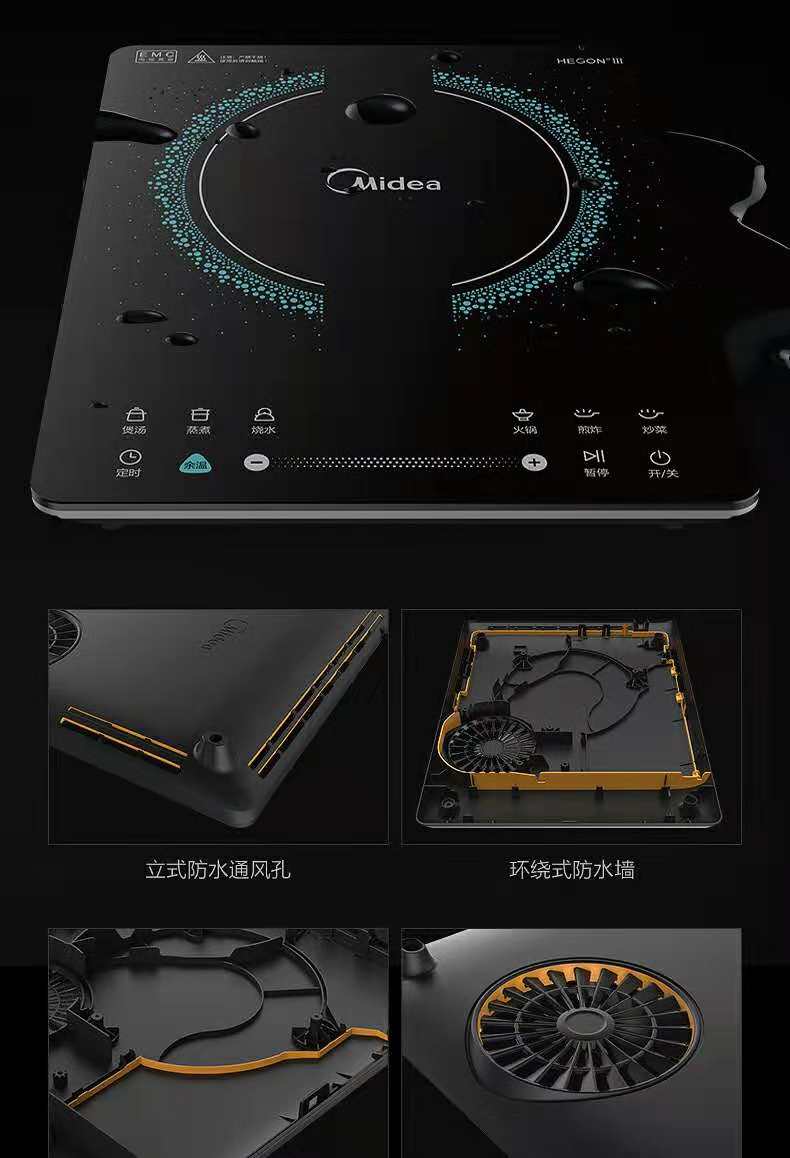 EMC
HEGON III
Midea
煲汤
蒸煮
烧水
火锅
煎炸
炒菜
定时
余温
暂停
开/关
Midea
立式防水通风孔
环绕式防水墙